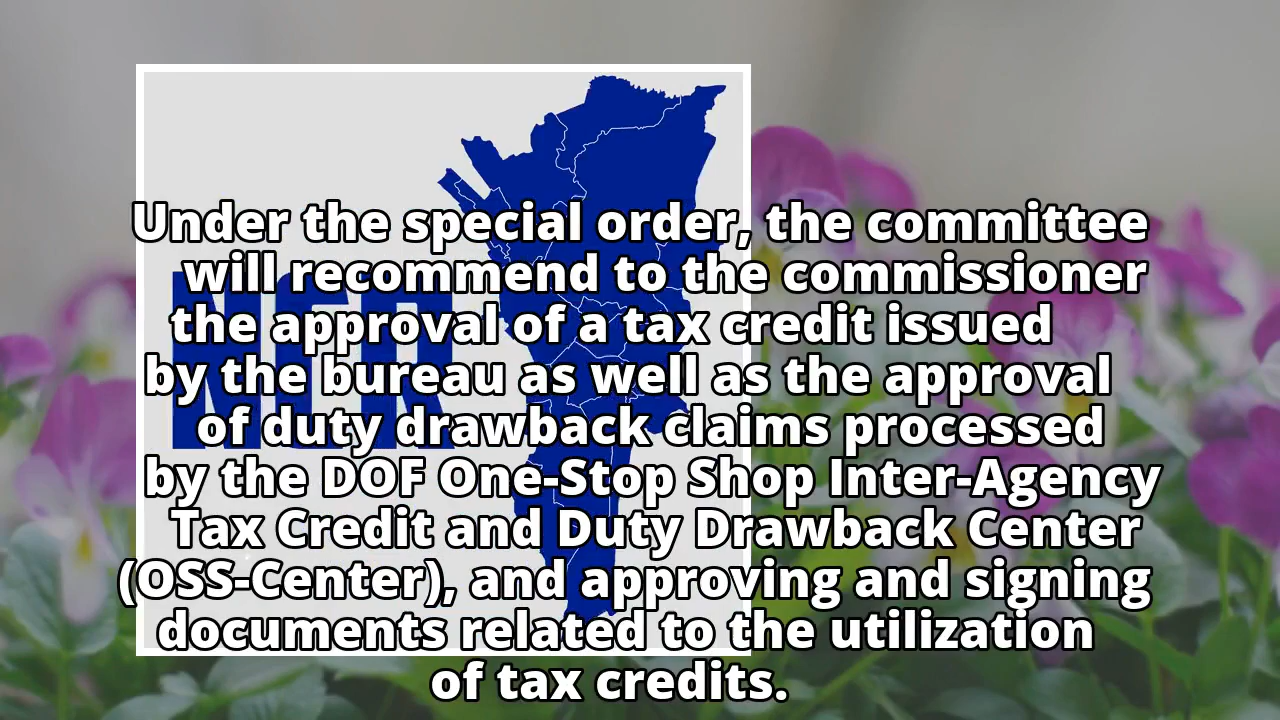 NCR
Under the special order, the committee
will recommend to the commissioner
the approval of a tax credit issued
by the bureau as well as the approval
of duty drawback claims processed
by the DOF One-Stop Shop Inter-Agency
Tax Credit and Duty Drawback Center
(OSS-Center), and approving and signing
documents related to the utilization
of tax credits.